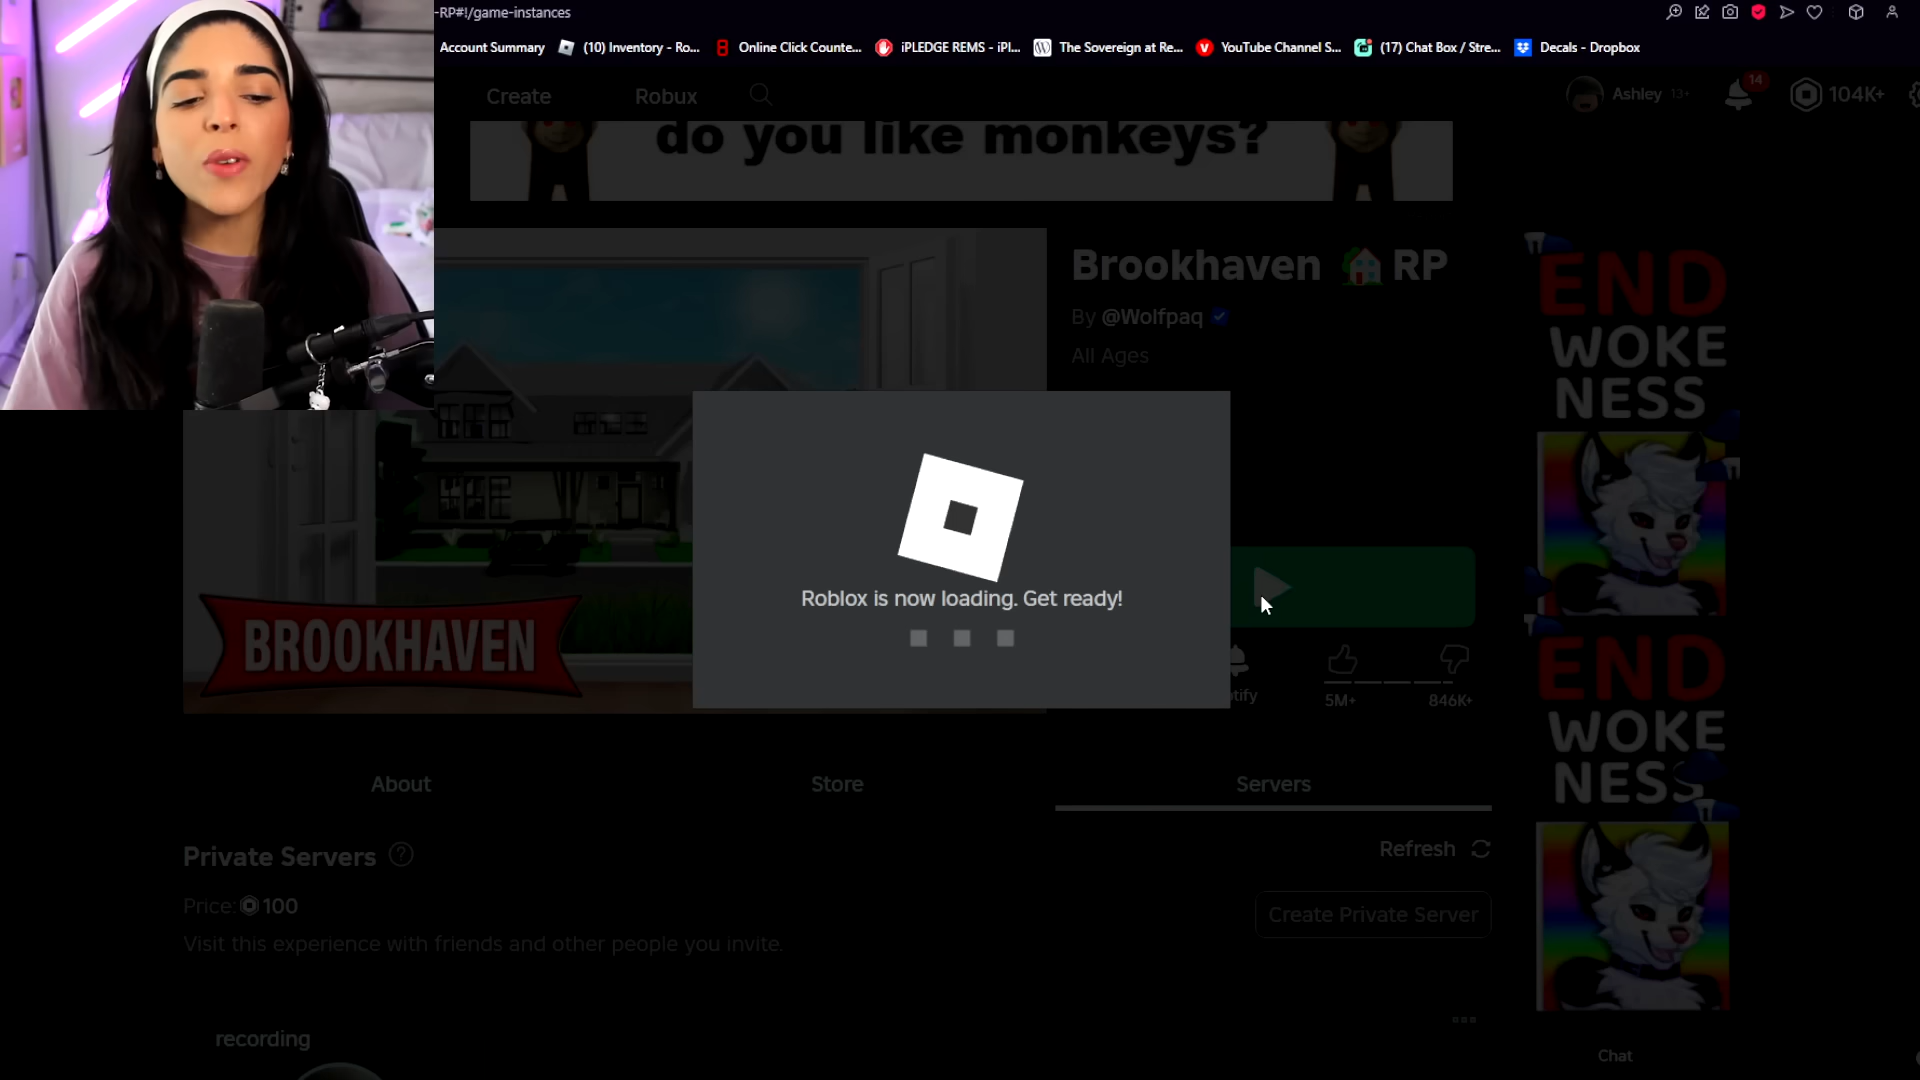 -RP#!/game-instances
Account Summary
(10) Inventory - Ro...
Online Click Counte...
iPLEDGE REMS - iPl...
The Sovereign at Re...
YouTube Channel S...
(17) Chat Box / Stre...
Decals - Dropbox
Create
Robux
Ashley 13+
14
104K+
do you like monkeys?
Brookhaven RP
By @Wolfpaq
All Ages
END
WOKE
NESS
Roblox is now loading. Get ready!
BROOKHAVEN
tify
5M+
846K+
END
WOKE
NESS
About
Store
Servers
Private Servers ?
Refresh
Price: 100
Create Private Server
Visit this experience with friends and other people you invite.
recording
Chat